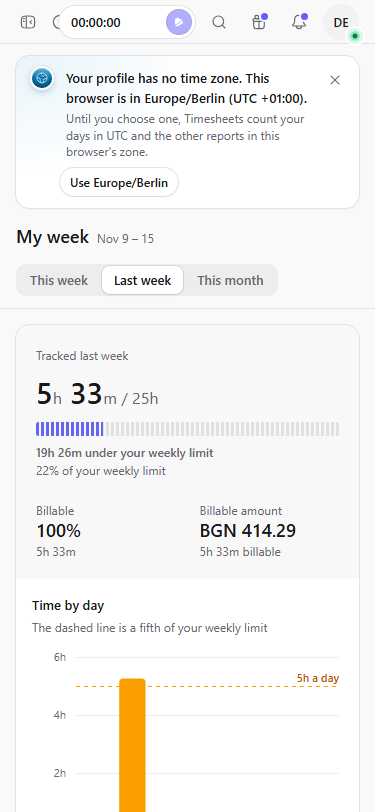 00:00:00
DE
Your profile has no time zone. This
browser is in Europe/Berlin (UTC +01:00).
Until you choose one, Timesheets count your
days in UTC and the other reports in this
browser's zone.
Use Europe/Berlin
My week Nov 9 – 15
This week Last week This month
Tracked last week
5h 33m / 25h
19h 26m under your weekly limit
22% of your weekly limit
Billable Billable amount
100% BGN 414.29
5h 33m 5h 33m billable
Time by day
The dashed line is a fifth of your weekly limit
6h
5h a day
4h
2h